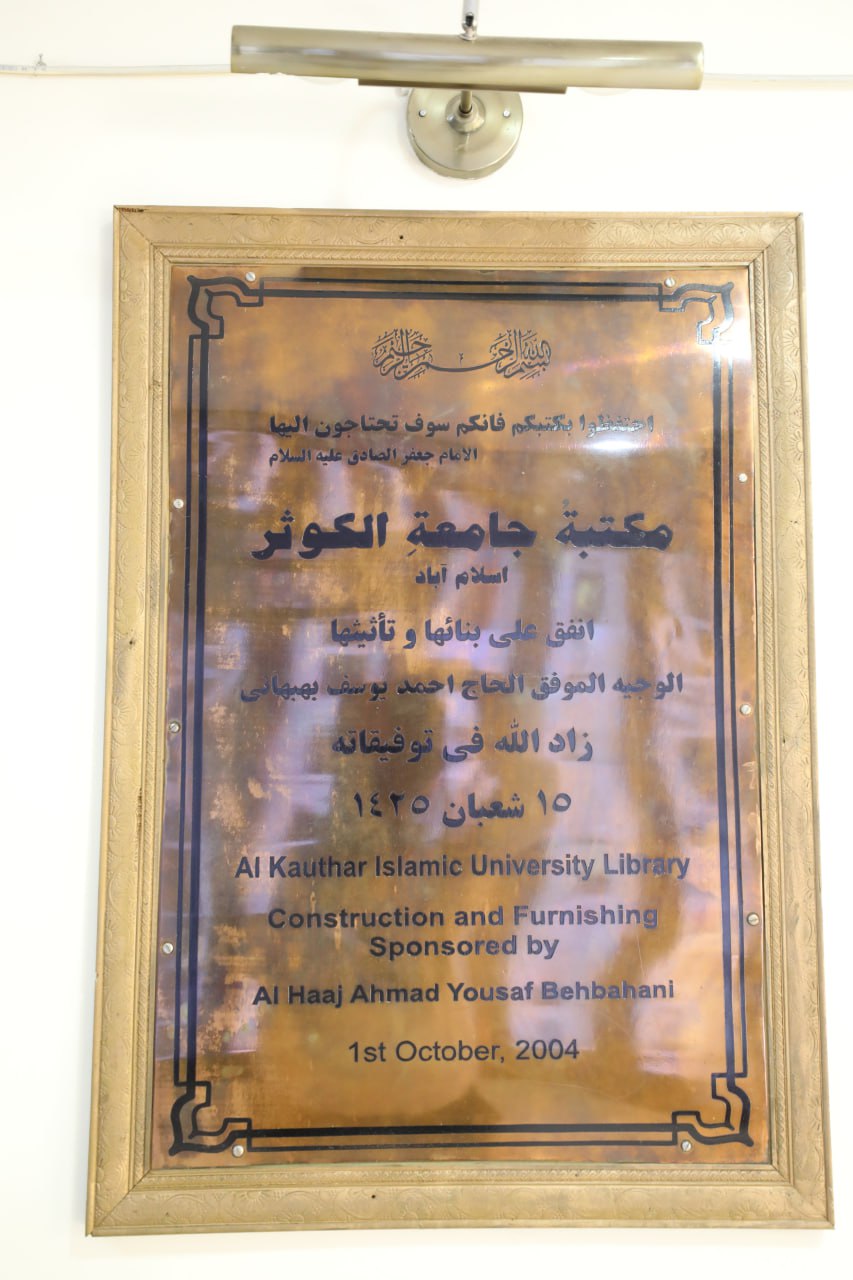 بسم الله الرحمن الرحيم
احتفظوا بكتبكم فانكم سوف تحتاجون اليها
الامام جعفر الصادق عليه السلام
مكتبةُ جامعةِ الكوثر
اسلام آباد
انفق على بنائها و تأثيثها
الوجيه الموفق الحاج احمد يوسف بهبهانى
زاد الله فى توفيقاته
١٥ شعبان ١٤٢٥
Al Kauthar Islamic University Library
Construction and Furnishing
Sponsored by
Al Haaj Ahmad Yousaf Behbahani
1st October, 2004